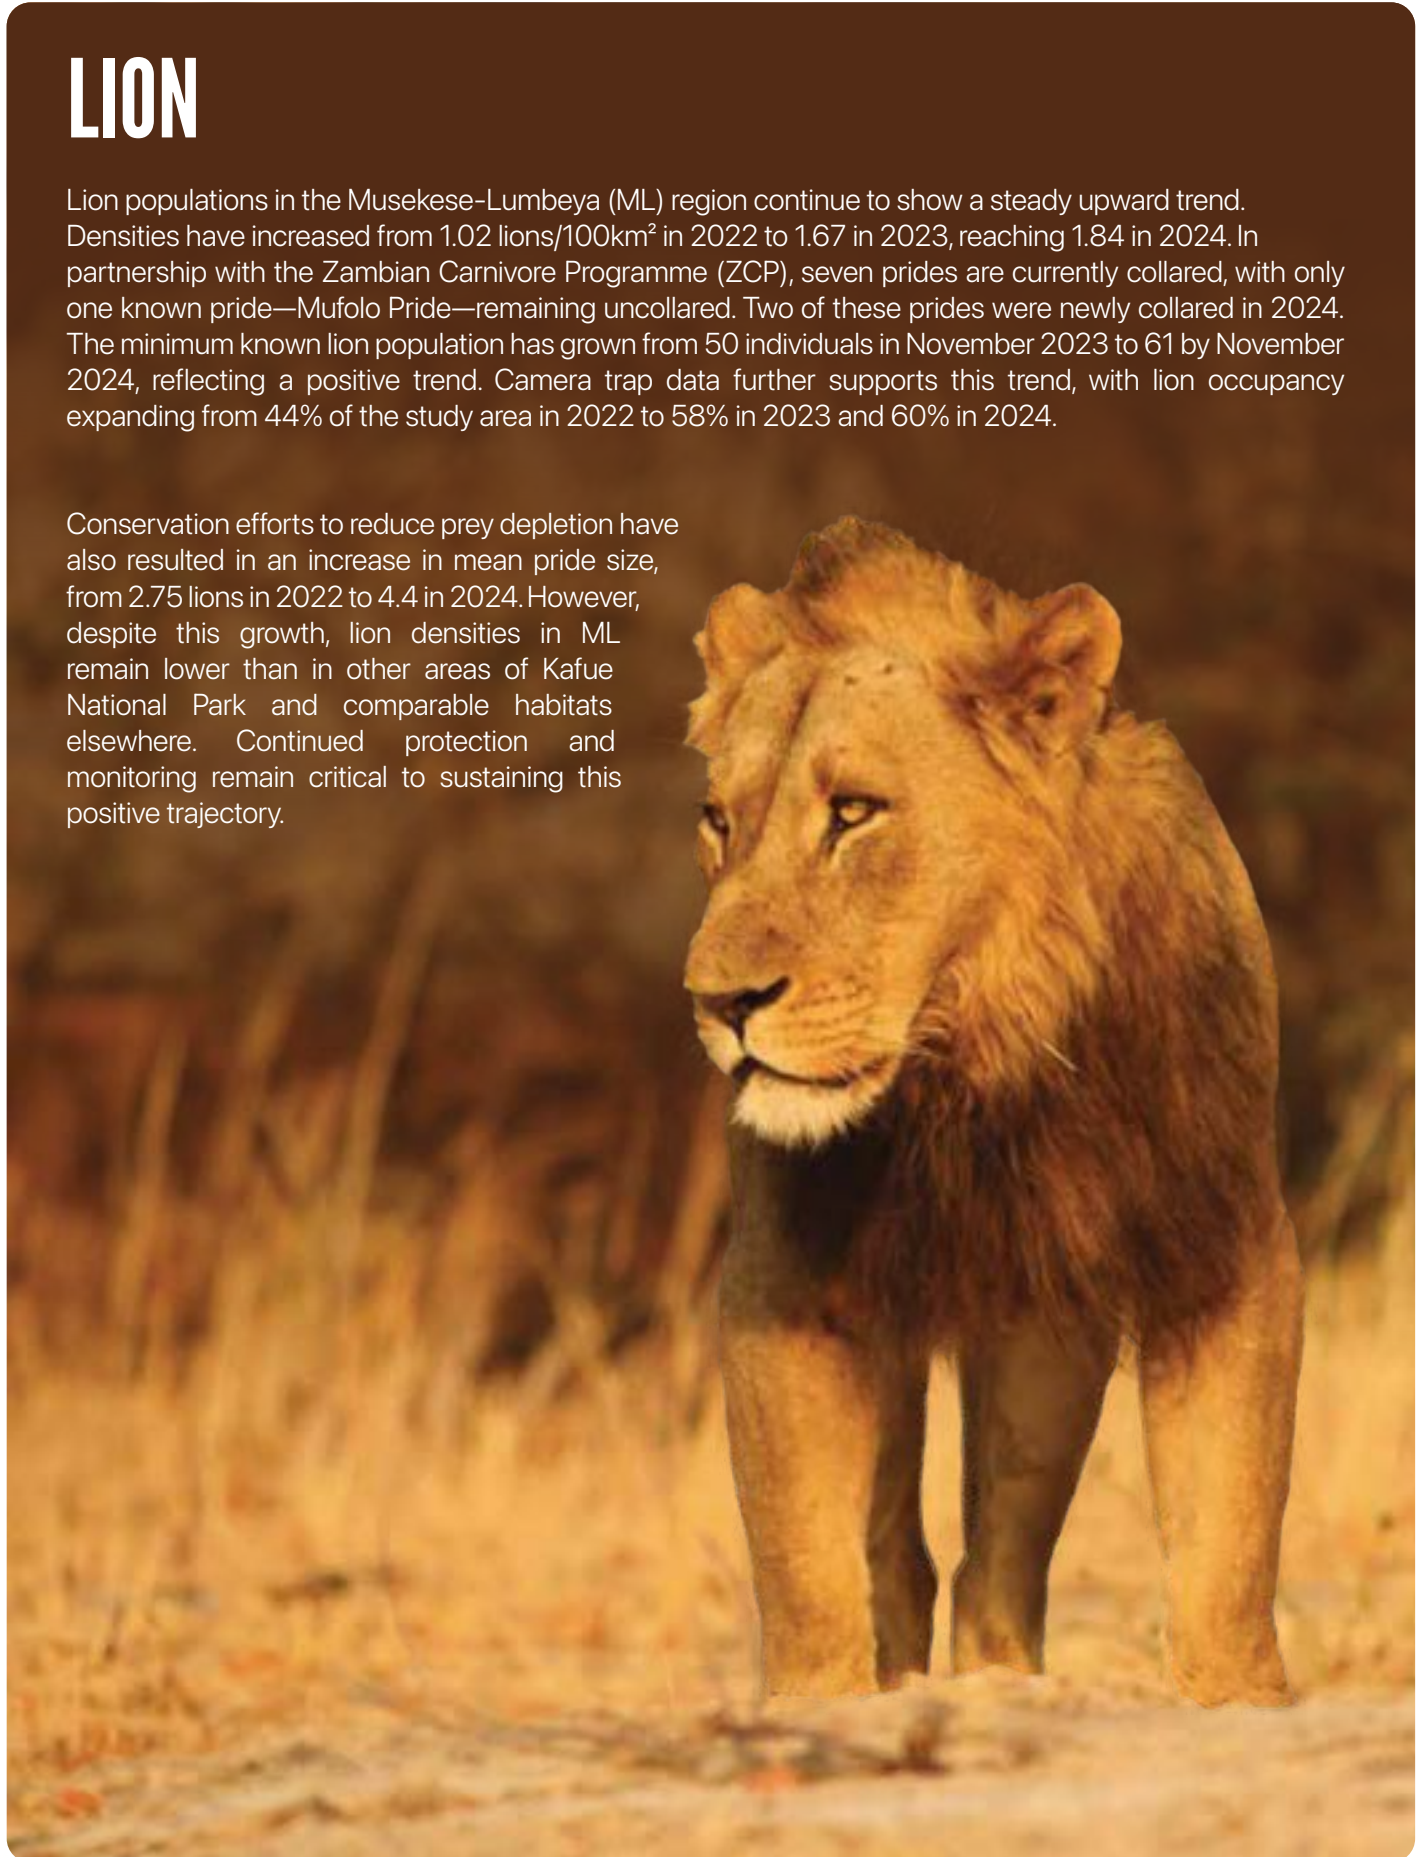 LION
Lion populations in the Musekese-Lumbeya (ML) region continue to show a steady upward trend.
Densities have increased from 1.02 lions/100km² in 2022 to 1.67 in 2023, reaching 1.84 in 2024. In
partnership with the Zambian Carnivore Programme (ZCP), seven prides are currently collared, with only
one known pride—Mufolo Pride—remaining uncollared. Two of these prides were newly collared in 2024.
The minimum known lion population has grown from 50 individuals in November 2023 to 61 by November
2024, reflecting a positive trend. Camera trap data further supports this trend, with lion occupancy
expanding from 44% of the study area in 2022 to 58% in 2023 and 60% in 2024.
Conservation efforts to reduce prey depletion have
also resulted in an increase in mean pride size,
from 2.75 lions in 2022 to 4.4 in 2024. However,
despite this growth, lion densities in ML
remain lower than in other areas of Kafue
National Park and comparable habitats
elsewhere. Continued protection and
monitoring remain critical to sustaining this
positive trajectory.